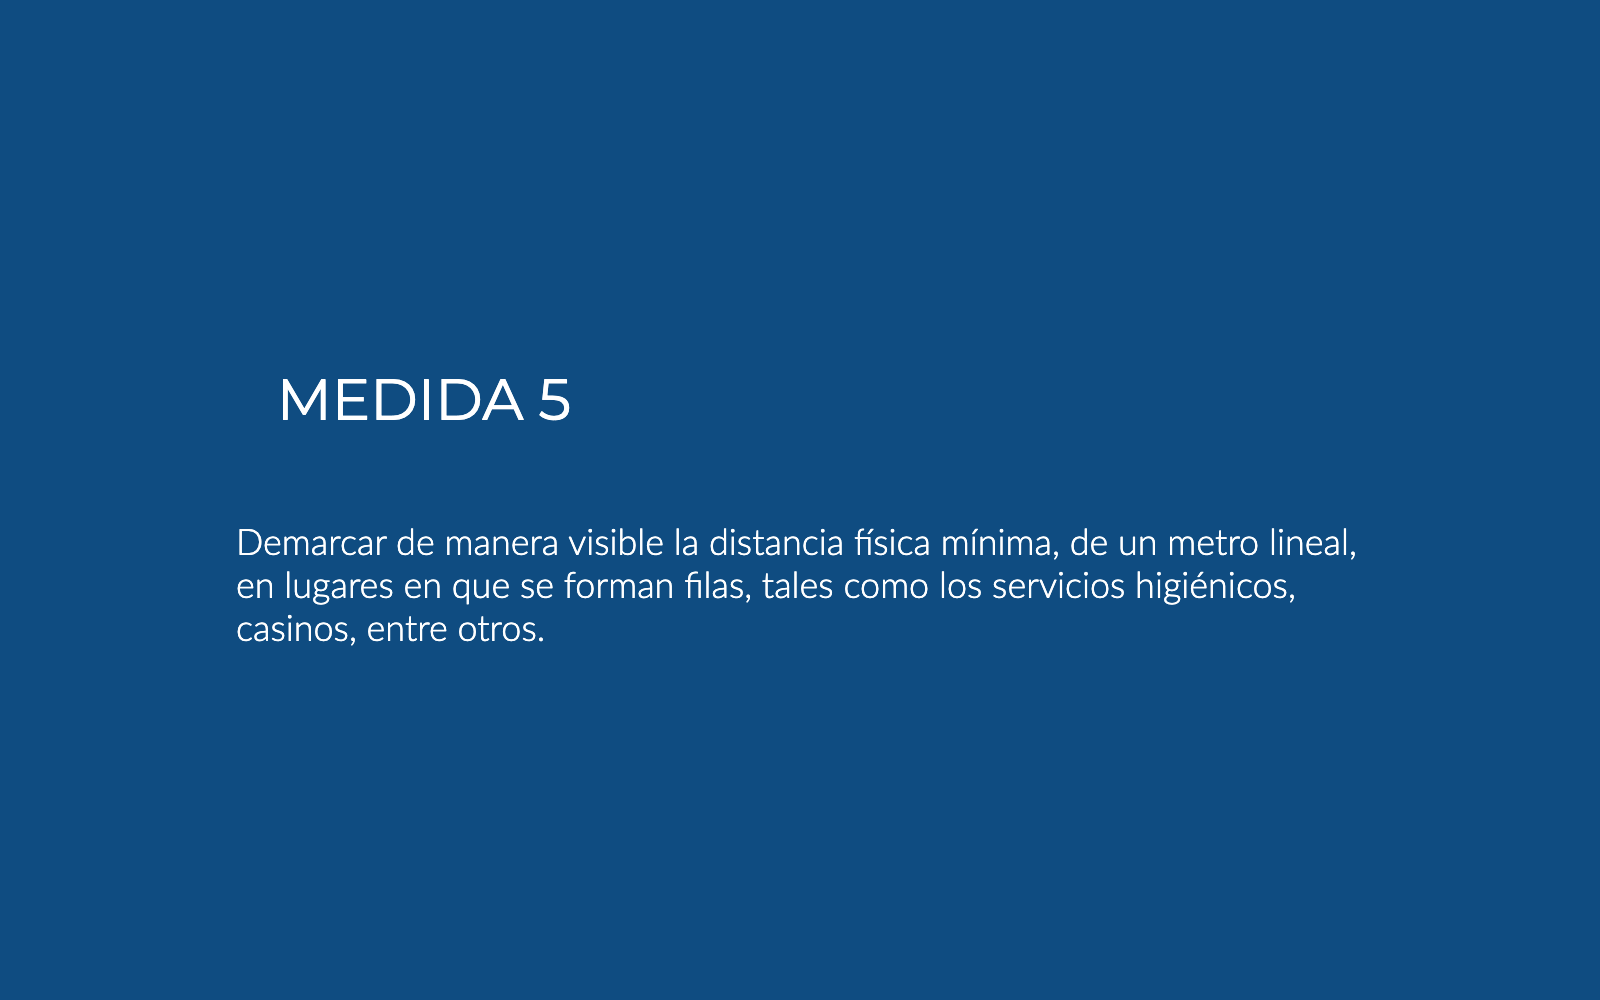 MEDIDA 5
Demarcar de manera visible la distancia física mínima, de un metro lineal,
en lugares en que se forman filas, tales como los servicios higiénicos,
casinos, entre otros.